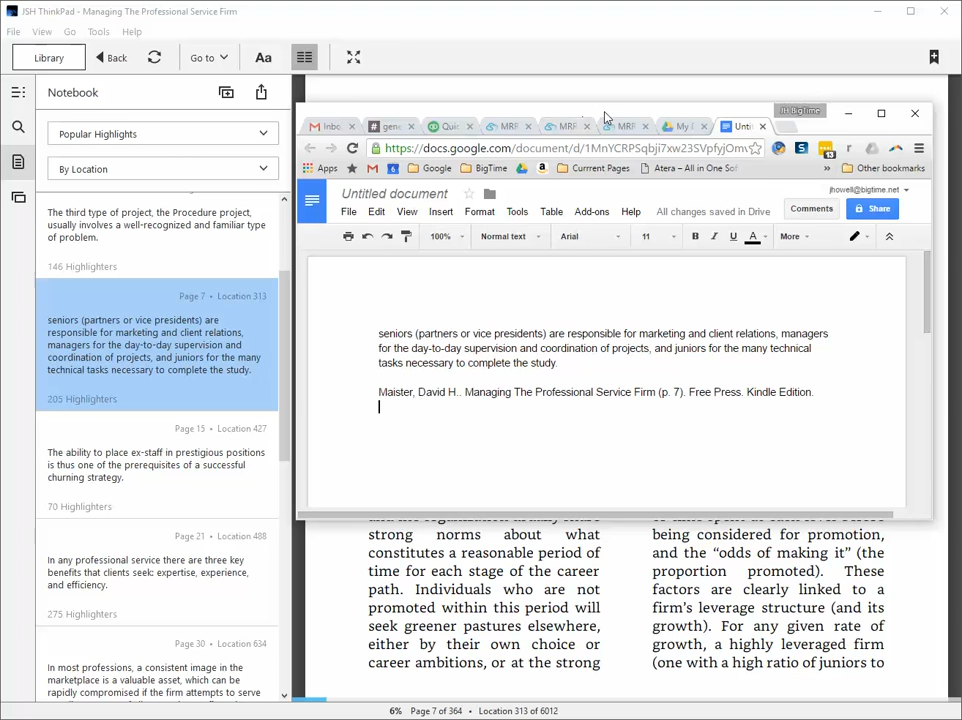 JSH ThinkPad - Managing The Professional Service Firm
File View Go Tools Help
Library Back Go to Aa
Notebook
Popular Highlights
By Location
The third type of project, the Procedure project,
usually involves a well-recognized and familiar type
of problem.
146 Highlighters
Page 7 • Location 313
seniors (partners or vice presidents) are
responsible for marketing and client relations,
managers for the day-to-day supervision and
coordination of projects, and juniors for the many
technical tasks necessary to complete the study.
205 Highlighters
Page 15 • Location 427
The ability to place ex-staff in prestigious positions
is thus one of the prerequisites of a successful
churning strategy.
70 Highlighters
Page 21 • Location 488
In any professional service there are three key
benefits that clients seek: expertise, experience,
and efficiency.
275 Highlighters
Page 30 • Location 634
In most professions, a consistent image in the
marketplace is a valuable asset, which can be
rapidly compromised if the firm attempts to serve
JH BigTime
Inbo gene Quic MRF MRF MRF My D Unti
https://docs.google.com/document/d/1MnYCRPSqbji7xw23SVpfyjOm
Apps Google BigTime Current Pages Atera – All in One Sof » Other bookmarks
Untitled document
jhowell@bigtime.net
File Edit View Insert Format Tools Table Add-ons Help All changes saved in Drive
Comments Share
100% Normal text Arial 11 B I U A More
seniors (partners or vice presidents) are responsible for marketing and client relations, managers
for the day-to-day supervision and coordination of projects, and juniors for the many technical
tasks necessary to complete the study.
Maister, David H.. Managing The Professional Service Firm (p. 7). Free Press. Kindle Edition.
strong norms about what
constitutes a reasonable period of
time for each stage of the career
path. Individuals who are not
promoted within this period will
seek greener pastures elsewhere,
either by their own choice or
career ambitions, or at the strong
being considered for promotion,
and the “odds of making it” (the
proportion promoted). These
factors are clearly linked to a
firm’s leverage structure (and its
growth). For any given rate of
growth, a highly leveraged firm
(one with a high ratio of juniors to
6% Page 7 of 364 • Location 313 of 6012